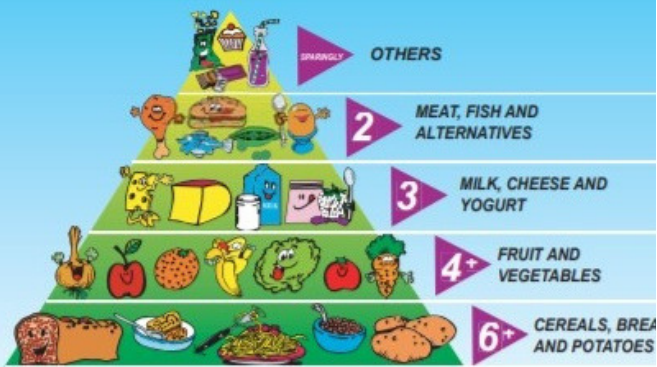 SPARINGLY
OTHERS
2
MEAT, FISH AND
ALTERNATIVES
3
MILK, CHEESE AND
YOGURT
4+
FRUIT AND
VEGETABLES
6+
CEREALS, BREA
AND POTATOES